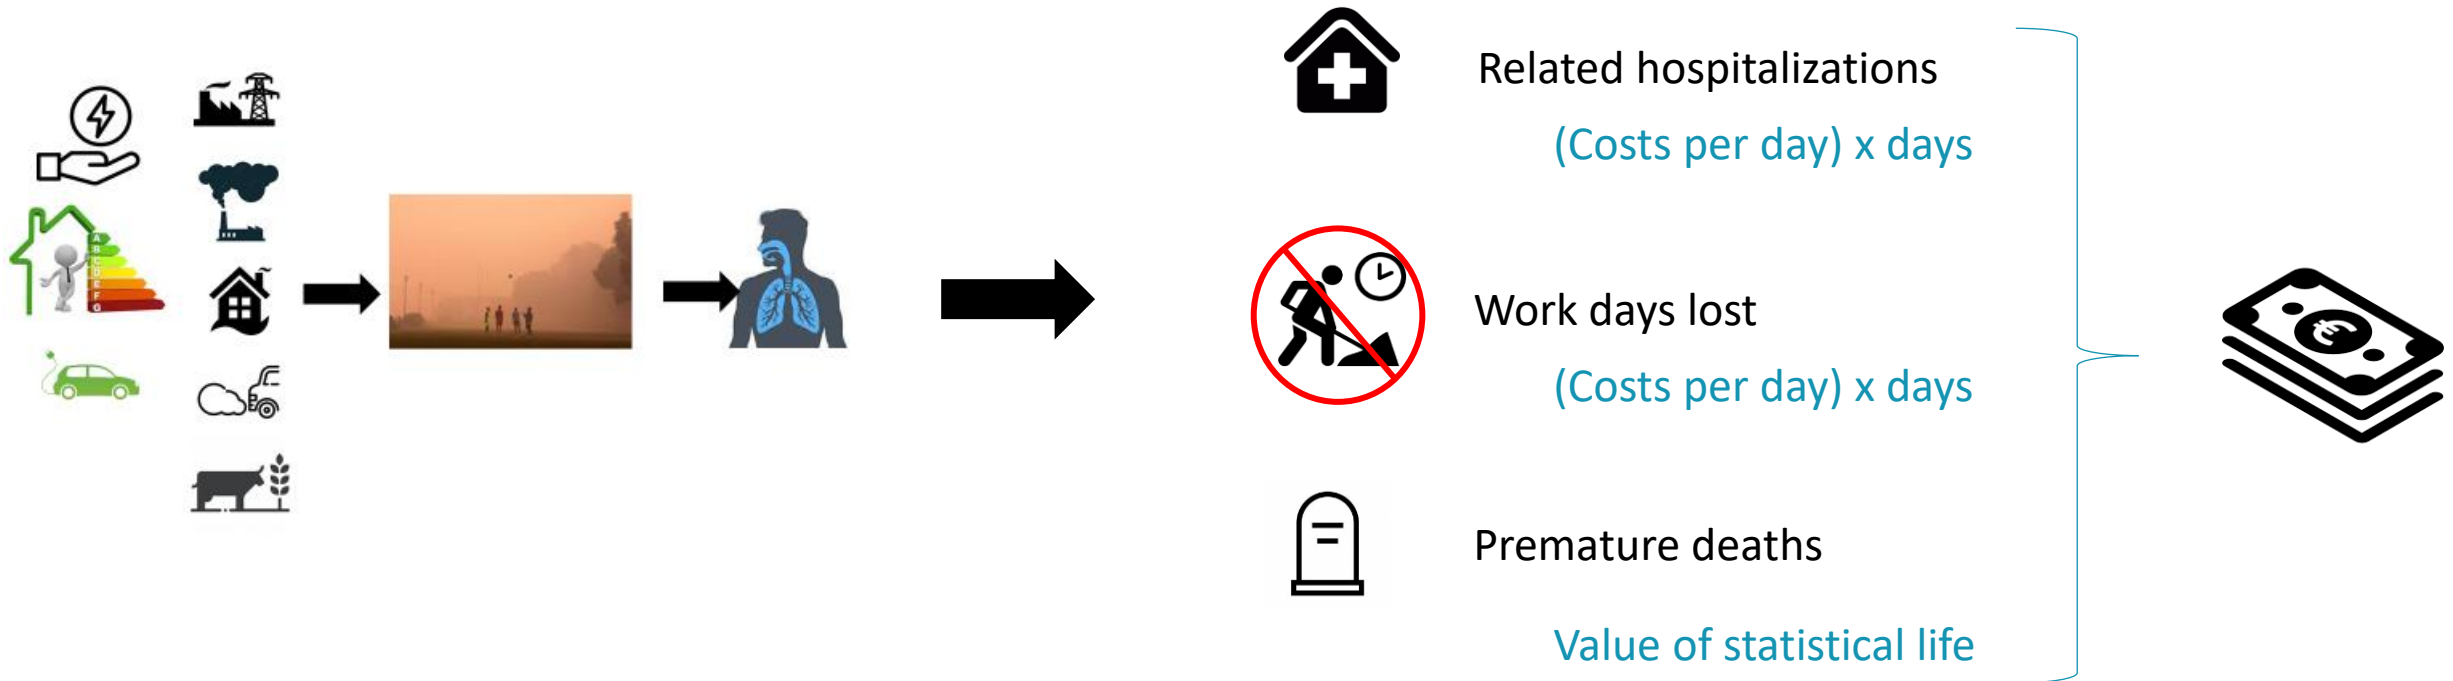 A
B
C
D
E
F
G
Related hospitalizations
(Costs per day) x days
Work days lost
(Costs per day) x days
Premature deaths
Value of statistical life
€